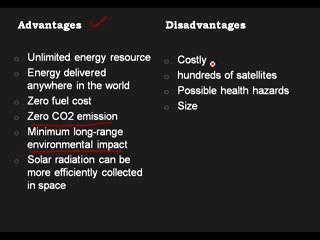 Advantages
Unlimited energy resource
Energy delivered
anywhere in the world
Zero fuel cost
Zero CO2 emission
Minimum long-range
environmental impact
Solar radiation can be
more efficiently collected
in space
Disadvantages
Costly
hundreds of satellites
Possible health hazards
Size